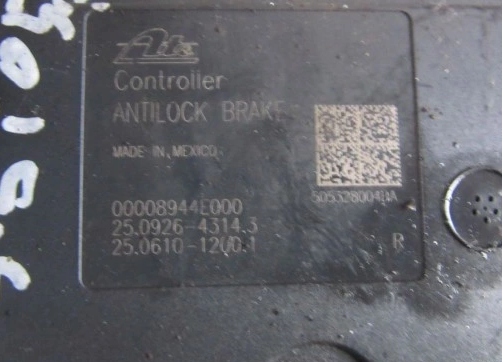 Ate
Controller
ANTILOCK BRAKE
MADE IN MEXICO
00008944E000
25.0926-4314.3
25.0610-1200.1
R